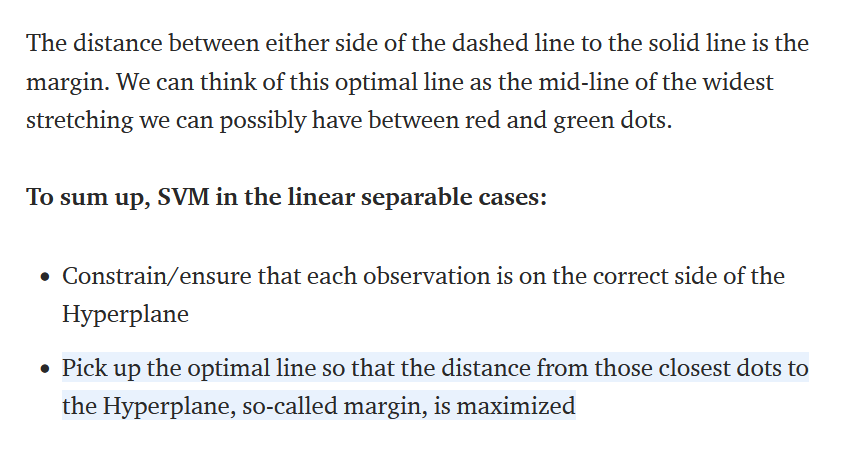 The distance between either side of the dashed line to the solid line is the
margin. We can think of this optimal line as the mid-line of the widest
stretching we can possibly have between red and green dots.
To sum up, SVM in the linear separable cases:
• Constrain/ensure that each observation is on the correct side of the
Hyperplane
• Pick up the optimal line so that the distance from those closest dots to
the Hyperplane, so-called margin, is maximized